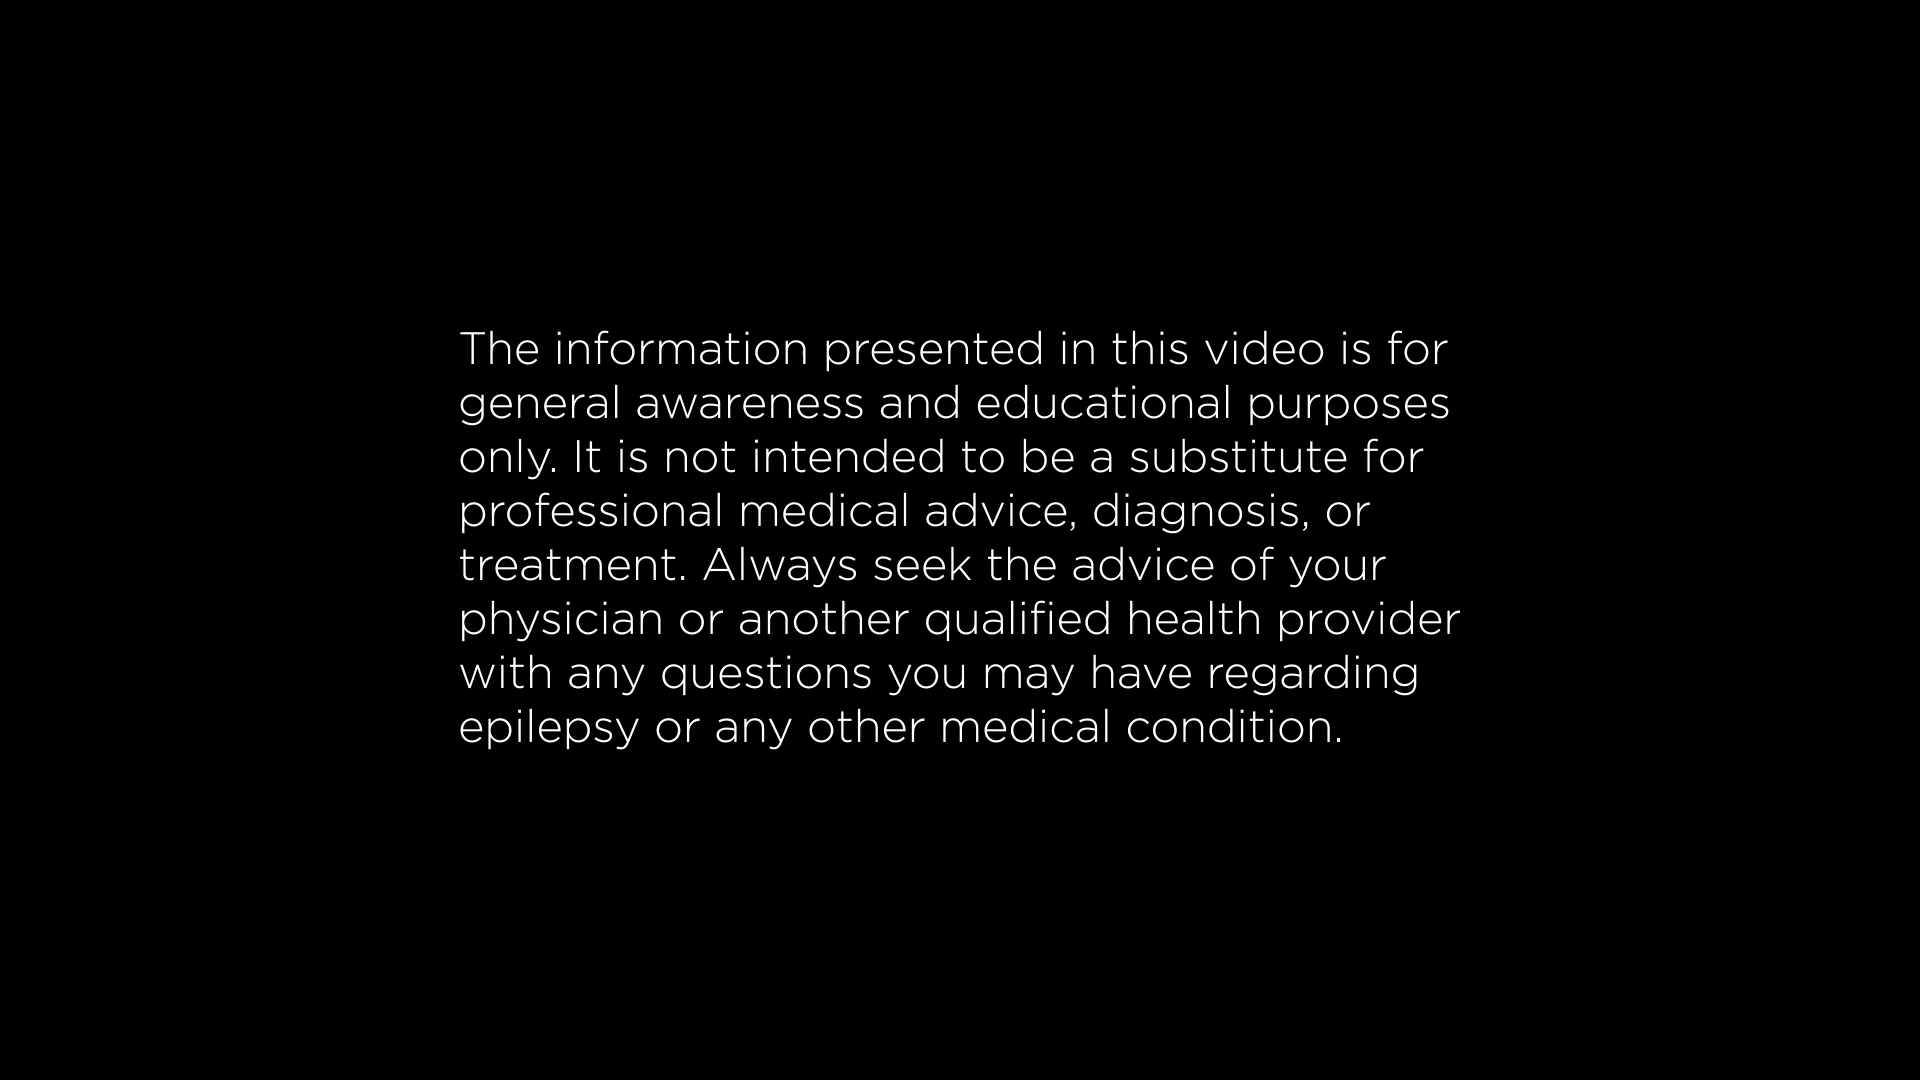 The information presented in this video is for
general awareness and educational purposes
only. It is not intended to be a substitute for
professional medical advice, diagnosis, or
treatment. Always seek the advice of your
physician or another qualified health provider
with any questions you may have regarding
epilepsy or any other medical condition.